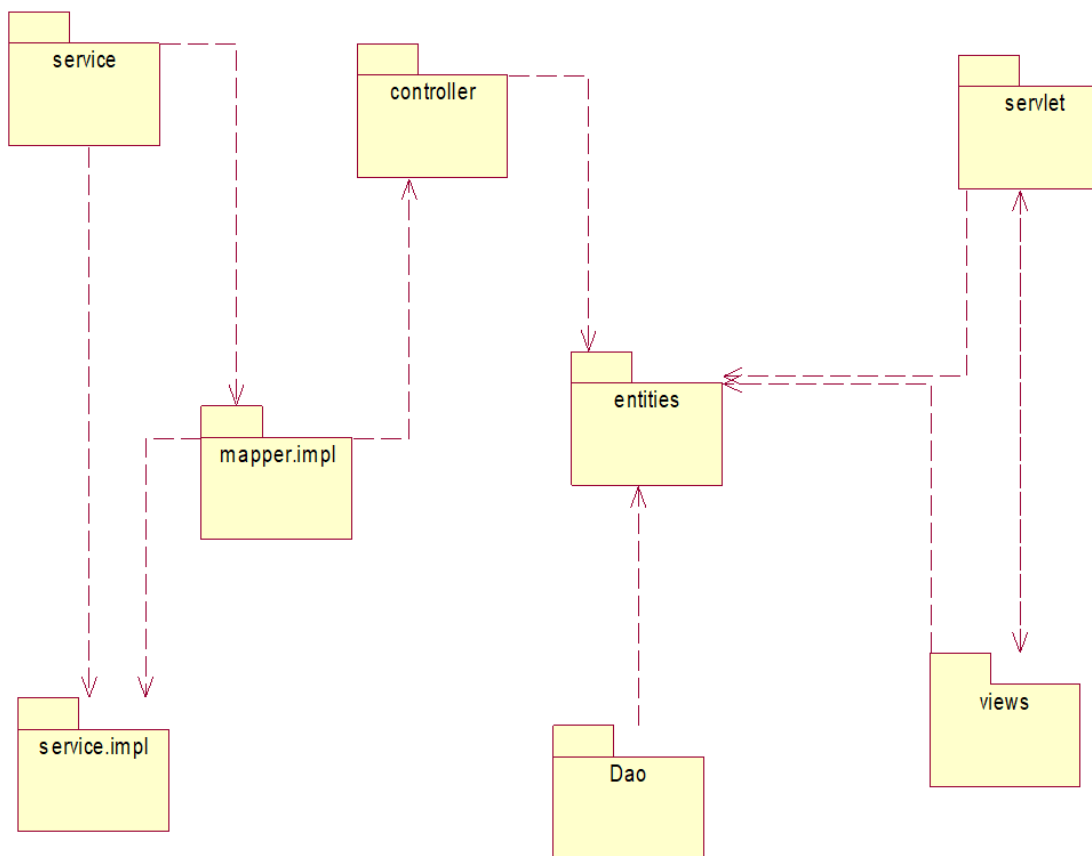 service
controller
servlet
entities
mapper.impl
views
service.impl
Dao